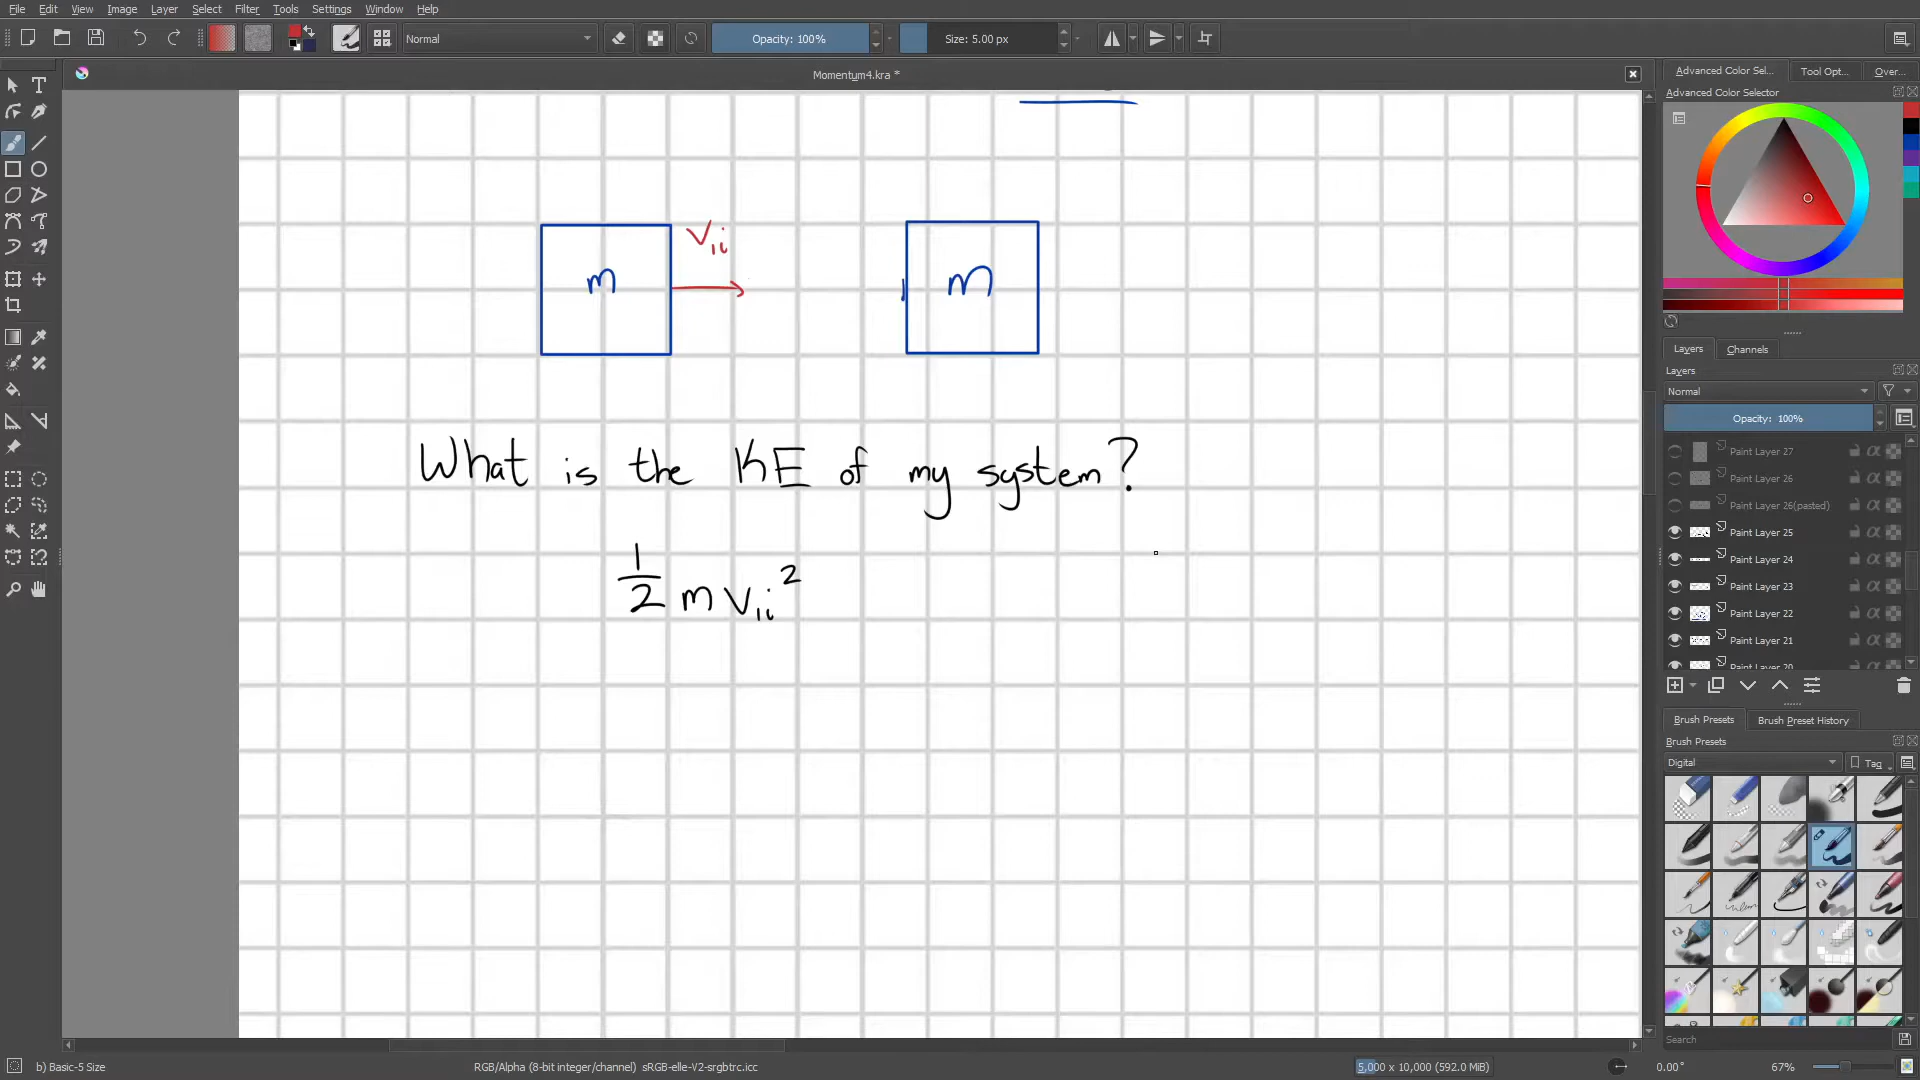 File Edit View Image Layer Select Filter Tools Settings Window Help
Normal Opacity: 100% Size: 5.00 px
Momentum4.kra *
Advanced Color Sel... Tool Opt... Over...
Advanced Color Selector
v₁ᵢ
m m
What is the KE of my system?
1/2 m v₁ᵢ²
Layers Channels
Layers
Normal
Opacity: 100%
Paint Layer 27
Paint Layer 26
Paint Layer 26(pasted)
Paint Layer 25
Paint Layer 24
Paint Layer 23
Paint Layer 22
Paint Layer 21
Paint Layer 20
Brush Presets Brush Preset History
Brush Presets
Digital Tag
Search
b) Basic-5 Size RGB/Alpha (8-bit integer/channel) sRGB-elle-V2-srgbtrc.icc 5,000 x 10,000 (592.0 MiB) 0.00° 67%